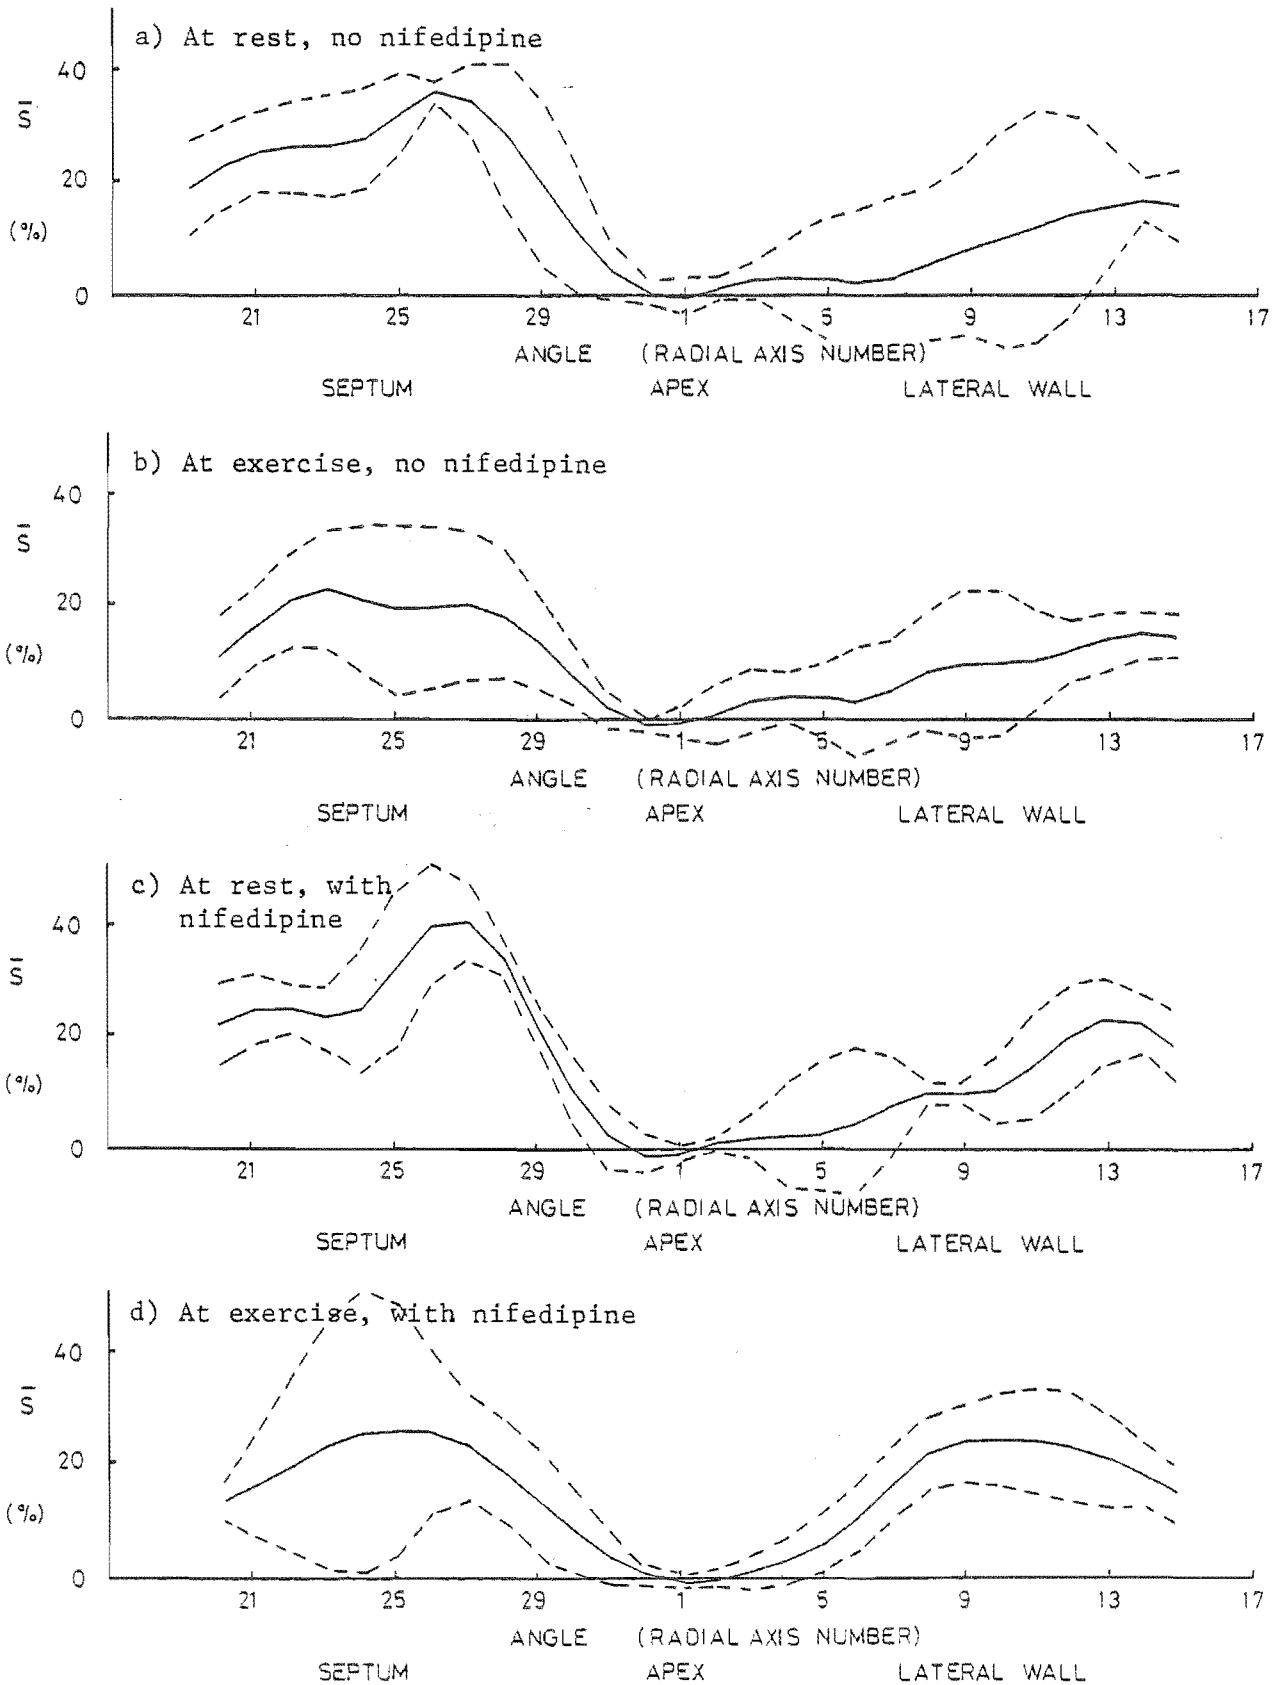 a) At rest, no nifedipine
40
S̄
20
(%)
0
21 25 29 1 5 9 13 17
ANGLE (RADIAL AXIS NUMBER)
SEPTUM APEX LATERAL WALL
b) At exercise, no nifedipine
40
S̄
20
(%)
0
21 25 29 1 5 9 13 17
ANGLE (RADIAL AXIS NUMBER)
SEPTUM APEX LATERAL WALL
c) At rest, with
nifedipine
40
S̄
20
(%)
0
21 25 29 1 5 9 13 17
ANGLE (RADIAL AXIS NUMBER)
SEPTUM APEX LATERAL WALL
d) At exercise, with nifedipine
40
S̄
20
(%)
0
21 25 29 1 5 9 13 17
ANGLE (RADIAL AXIS NUMBER)
SEPTUM APEX LATERAL WALL